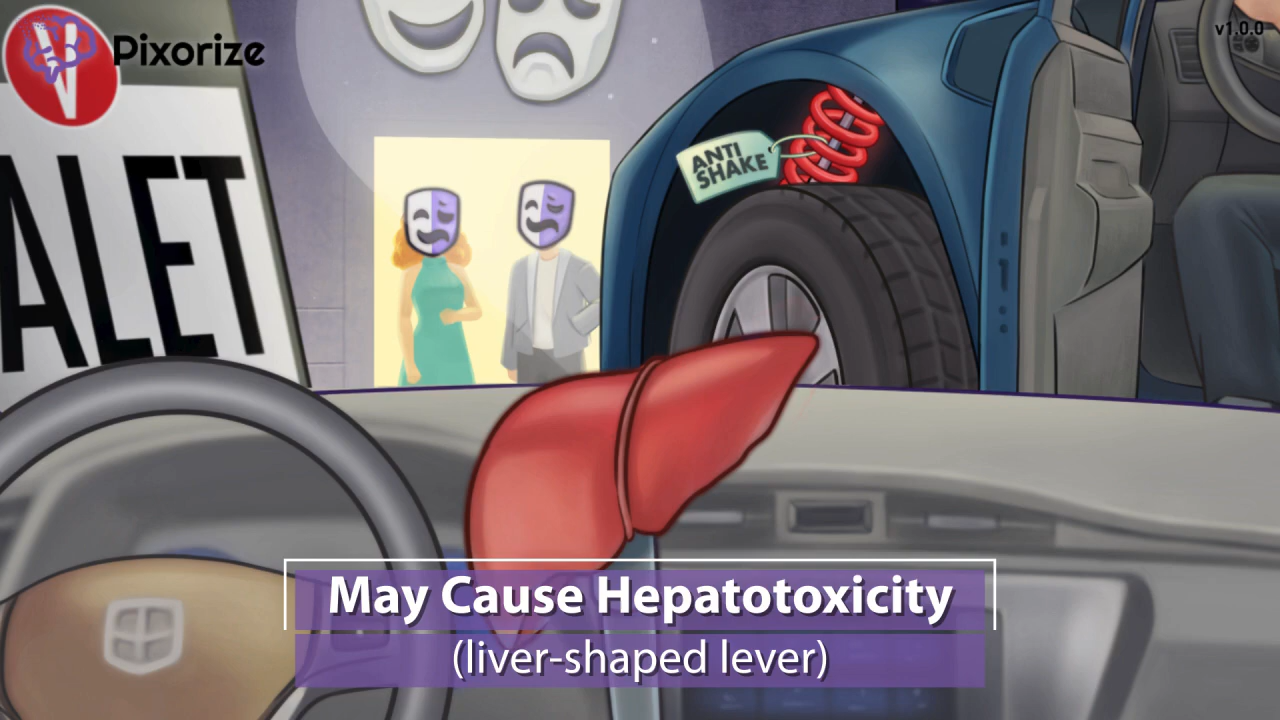 Pixorize
v1.0.0
ALET
ANTI
SHAKE
May Cause Hepatotoxicity
(liver-shaped lever)